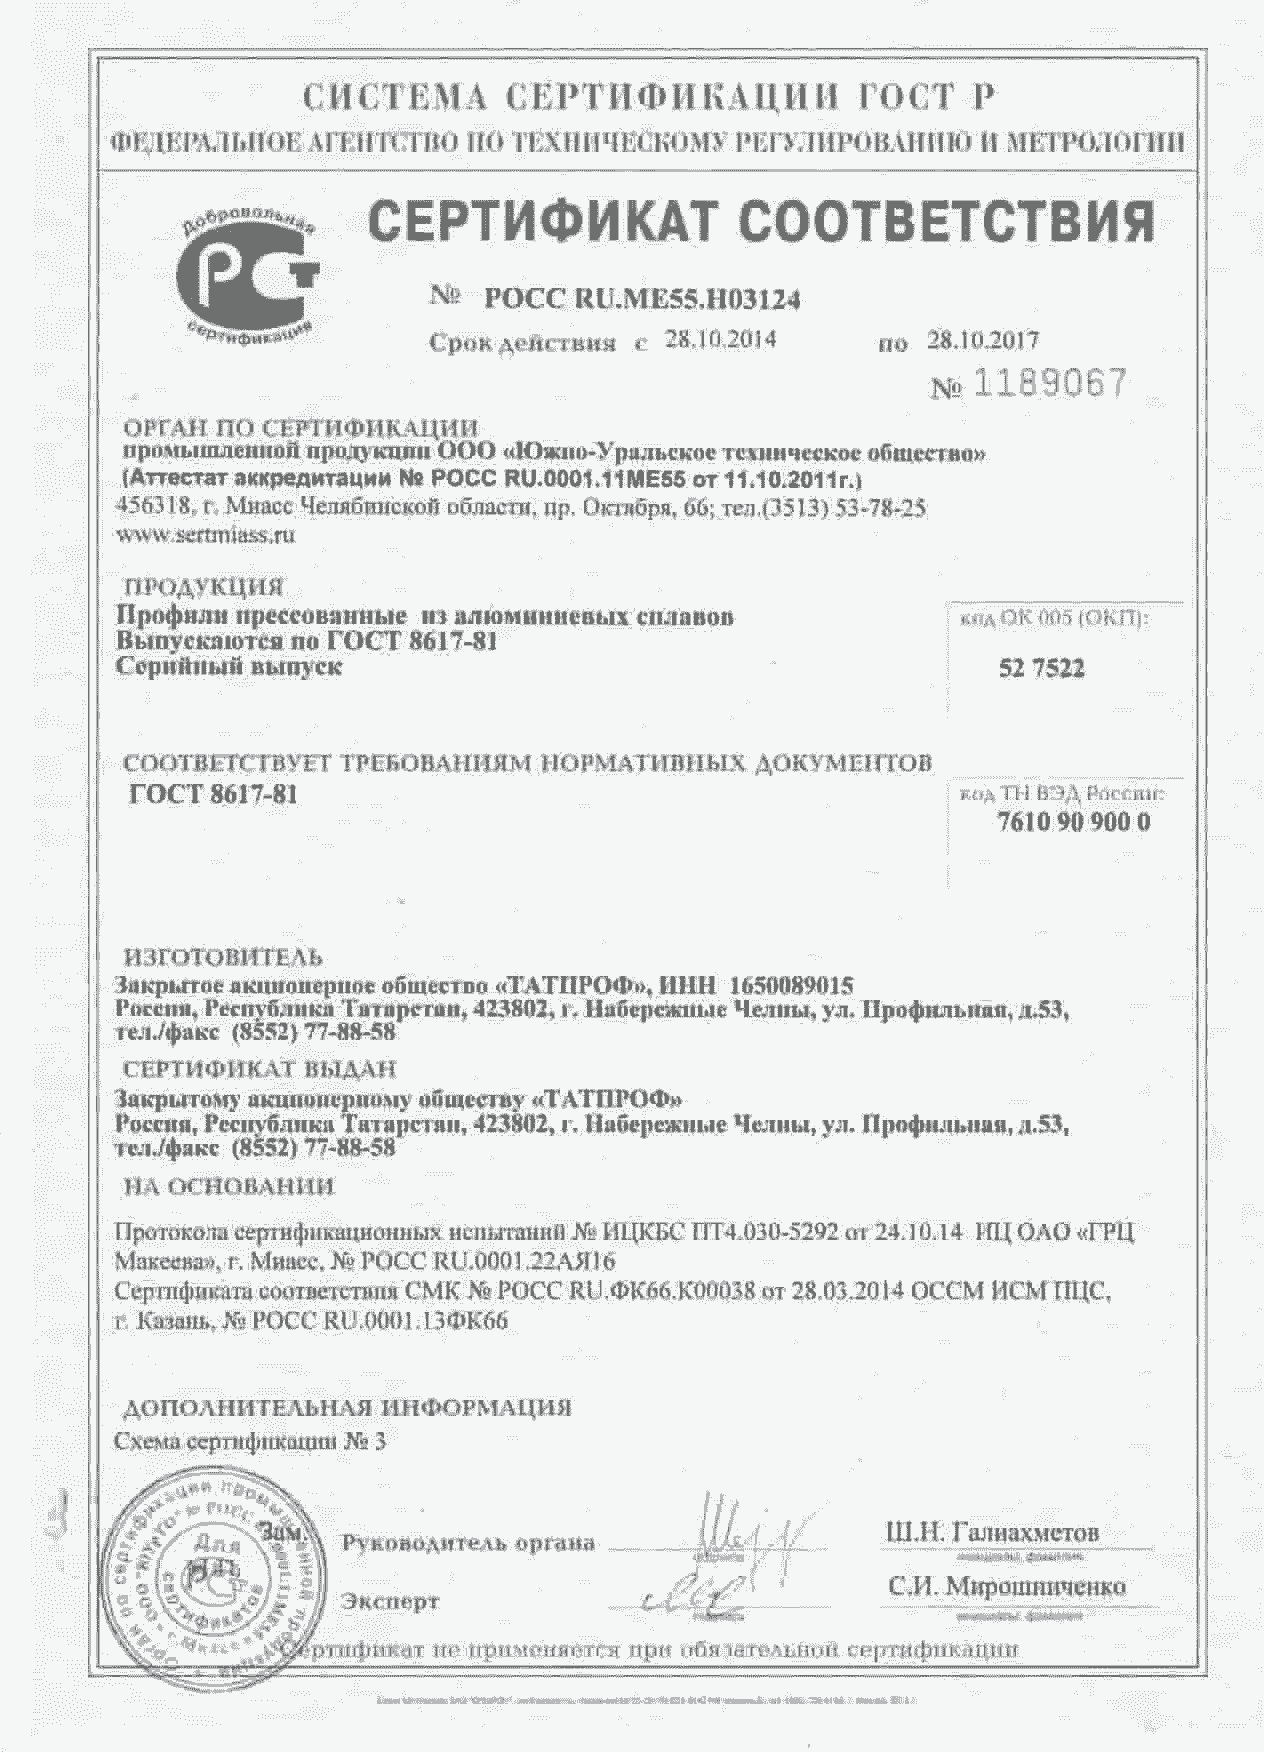 СИСТЕМА СЕРТИФИКАЦИИ ГОСТ Р
ФЕДЕРАЛЬНОЕ АГЕНТСТВО ПО ТЕХНИЧЕСКОМУ РЕГУЛИРОВАНИЮ И МЕТРОЛОГИИ
Добровольная
сертификация
СЕРТИФИКАТ СООТВЕТСТВИЯ
№ РОСС RU.МЕ55.Н03124
Срок действия с 28.10.2014 по 28.10.2017
№ 1189067
ОРГАН ПО СЕРТИФИКАЦИИ
промышленной продукции ООО «Южно-Уральское техническое общество»
(Аттестат аккредитации № РОСС RU.0001.11МЕ55 от 11.10.2011г.)
456318, г. Миасс Челябинской области, пр. Октября, 66; тел.(3513) 53-78-25
www.sertmiass.ru
ПРОДУКЦИЯ
Профили прессованные из алюминиевых сплавов
Выпускаются по ГОСТ 8617-81
Серийный выпуск
код ОК 005 (ОКП):
52 7522
СООТВЕТСТВУЕТ ТРЕБОВАНИЯМ НОРМАТИВНЫХ ДОКУМЕНТОВ
ГОСТ 8617-81
код ТН ВЭД России:
7610 90 900 0
ИЗГОТОВИТЕЛЬ
Закрытое акционерное общество «ТАТПРОФ», ИНН 1650089015
Россия, Республика Татарстан, 423802, г. Набережные Челны, ул. Профильная, д.53,
тел./факс (8552) 77-88-58
СЕРТИФИКАТ ВЫДАН
Закрытому акционерному обществу «ТАТПРОФ»
Россия, Республика Татарстан, 423802, г. Набережные Челны, ул. Профильная, д.53,
тел./факс (8552) 77-88-58
НА ОСНОВАНИИ
Протокола сертификационных испытаний № ИЦКБС ПТ4.030-5292 от 24.10.14 ИЦ ОАО «ГРЦ
Макеева», г. Миасс, № РОСС RU.0001.22АЯ16
Сертификата соответствия СМК № РОСС RU.ФК66.К00038 от 28.03.2014 ОССМ ИСМ ПЦС,
г. Казань, № РОСС RU.0001.13ФК66
ДОПОЛНИТЕЛЬНАЯ ИНФОРМАЦИЯ
Схема сертификации № 3
Зам. Руководитель органа
Ш.Н. Галиахметов
Эксперт
С.И. Мирошниченко
Для
сертификатов
Сертификат не применяется при обязательной сертификации